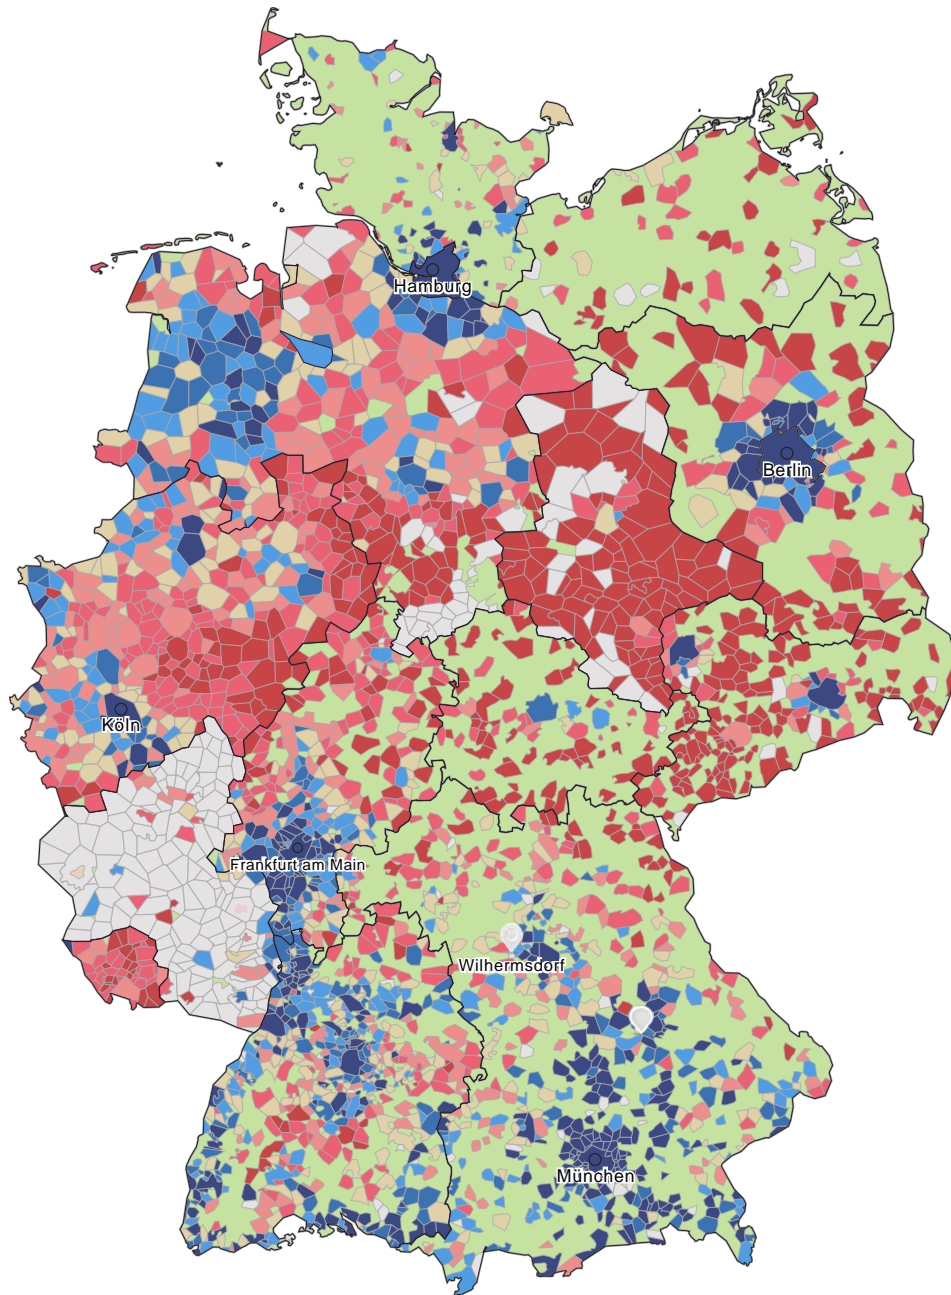 Hamburg
Berlin
Köln
Frankfurt am Main
Wilhermsdorf
München